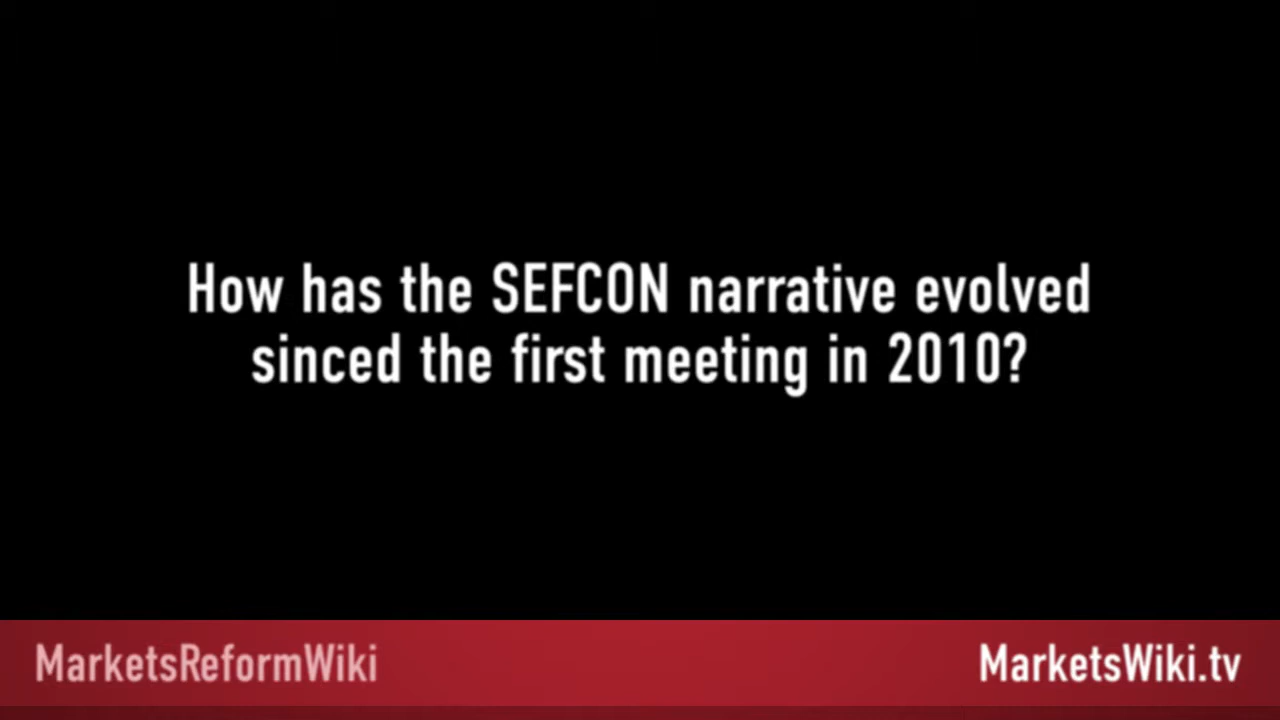 How has the SEFCON narrative evolved
sinced the first meeting in 2010?
MarketsReformWiki
MarketsWiki.tv